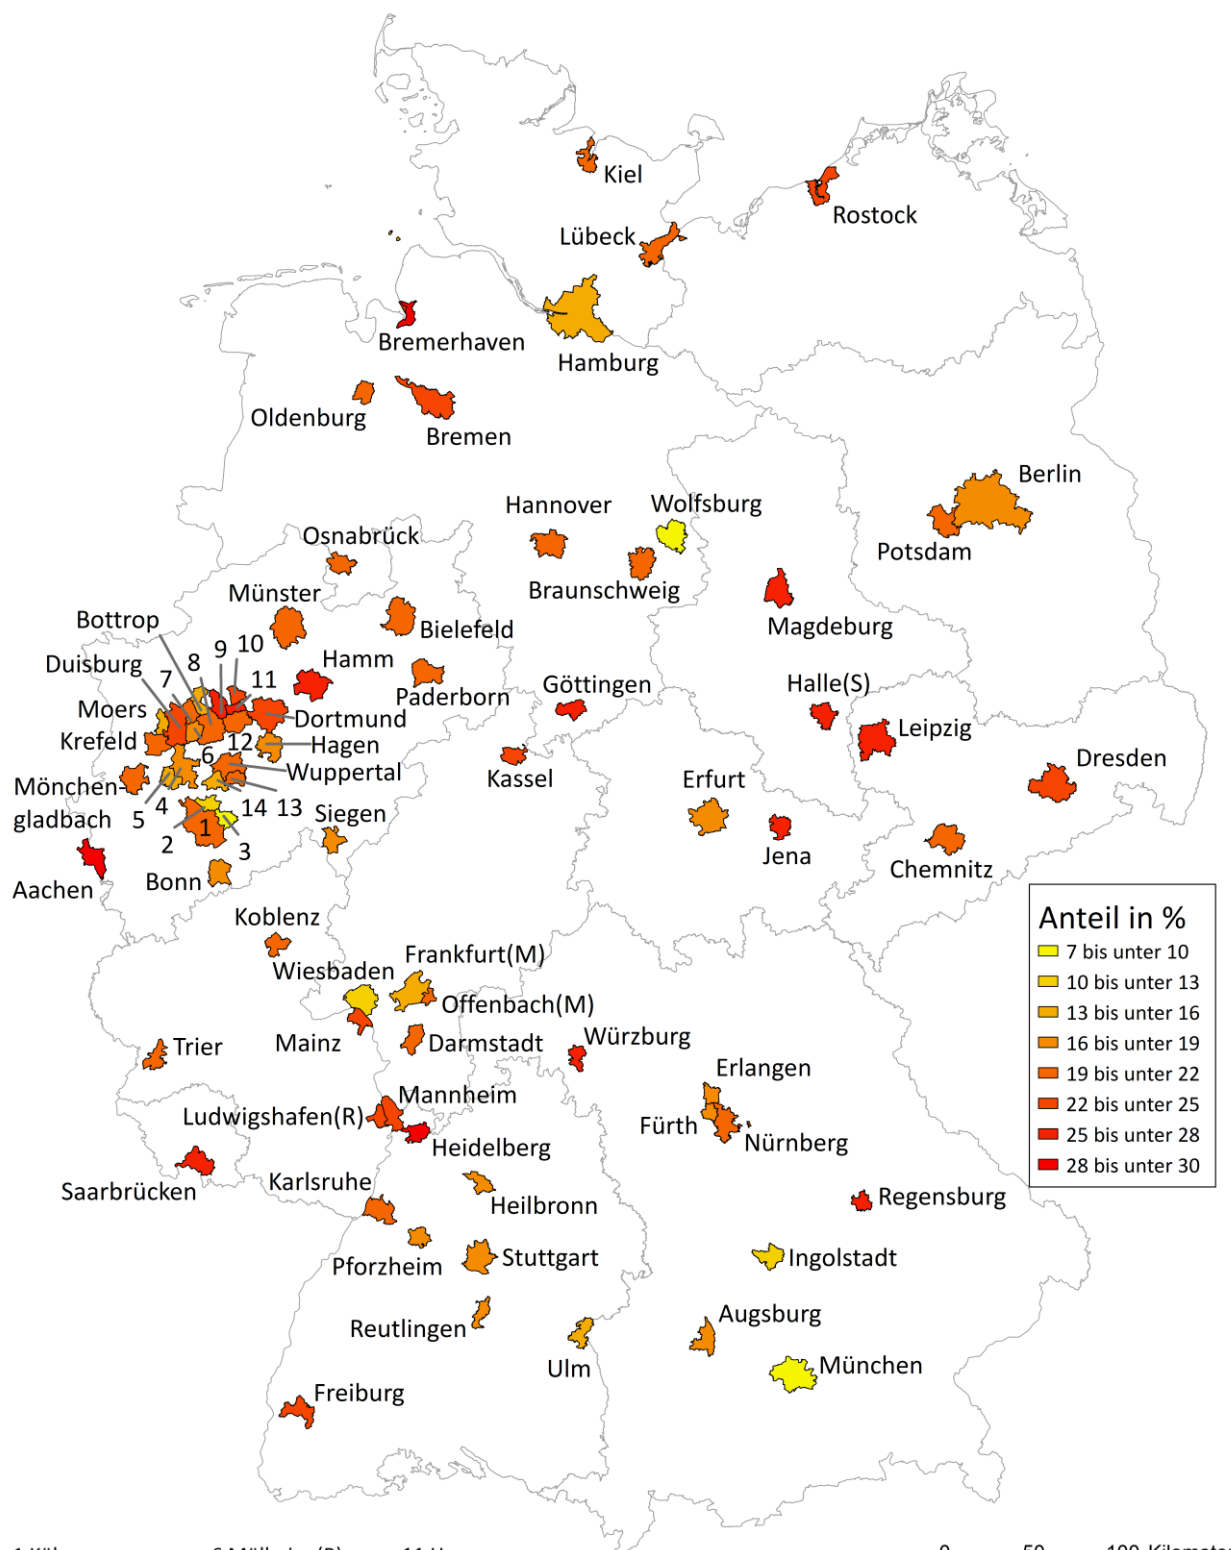 Kiel
Rostock
Lübeck
Bremerhaven
Hamburg
Oldenburg
Bremen
Berlin
Hannover
Wolfsburg
Osnabrück
Potsdam
Braunschweig
Münster
Bottrop
Bielefeld
Magdeburg
9
10
Duisburg
8
Hamm
7
11
Göttingen
Halle(S)
Paderborn
Moers
Dortmund
Leipzig
Krefeld
12
Hagen
6
Dresden
Wuppertal
Kassel
Erfurt
Mönchen-
gladbach
5
4
14
13
Siegen
1
2
3
Jena
Chemnitz
Aachen
Bonn
Koblenz
Frankfurt(M)
Wiesbaden
Offenbach(M)
Mainz
Darmstadt
Würzburg
Trier
Erlangen
Mannheim
Ludwigshafen(R)
Fürth
Nürnberg
Heidelberg
Saarbrücken
Karlsruhe
Heilbronn
Regensburg
Pforzheim
Stuttgart
Ingolstadt
Reutlingen
Augsburg
Ulm
München
Freiburg
Anteil in %
7 bis unter 10
10 bis unter 13
13 bis unter 16
16 bis unter 19
19 bis unter 22
22 bis unter 25
25 bis unter 28
28 bis unter 30
0 50 100 Kilometer